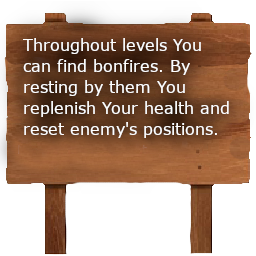 Throughout levels You
can find bonfires. By
resting by them You
replenish Your health and
reset enemy's positions.